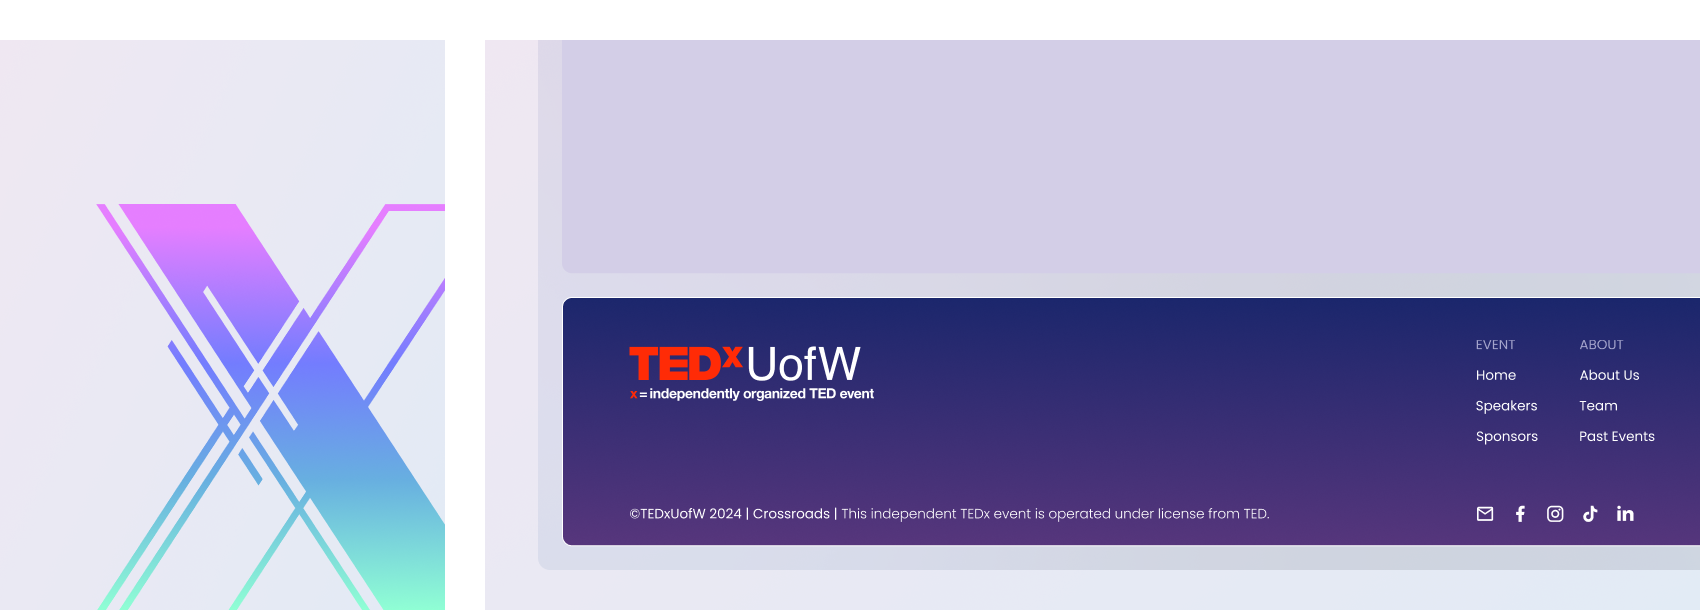 TEDxUofW
x = independently organized TED event
EVENT
Home
Speakers
Sponsors
ABOUT
About Us
Team
Past Events
©TEDxUofW 2024 | Crossroads | This independent TEDx event is operated under license from TED.